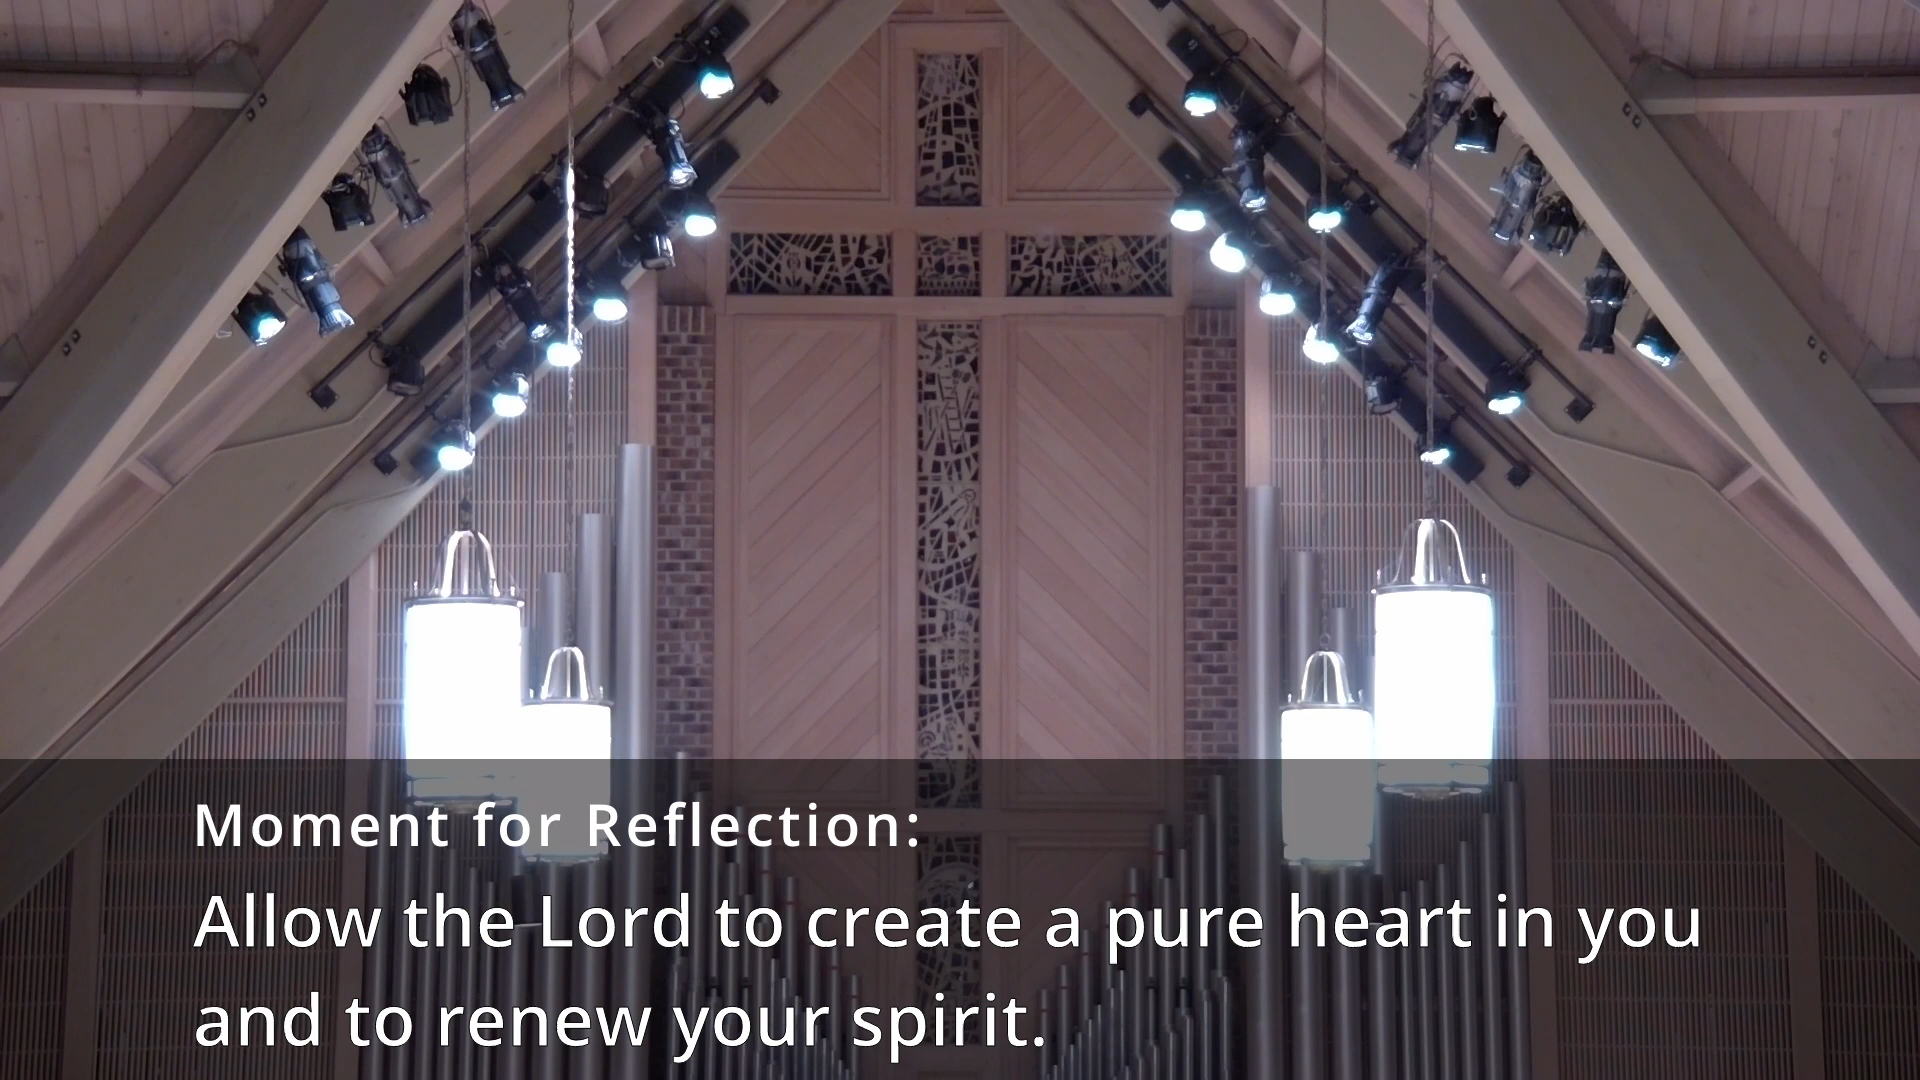 Moment for Reflection:
Allow the Lord to create a pure heart in you
and to renew your spirit.